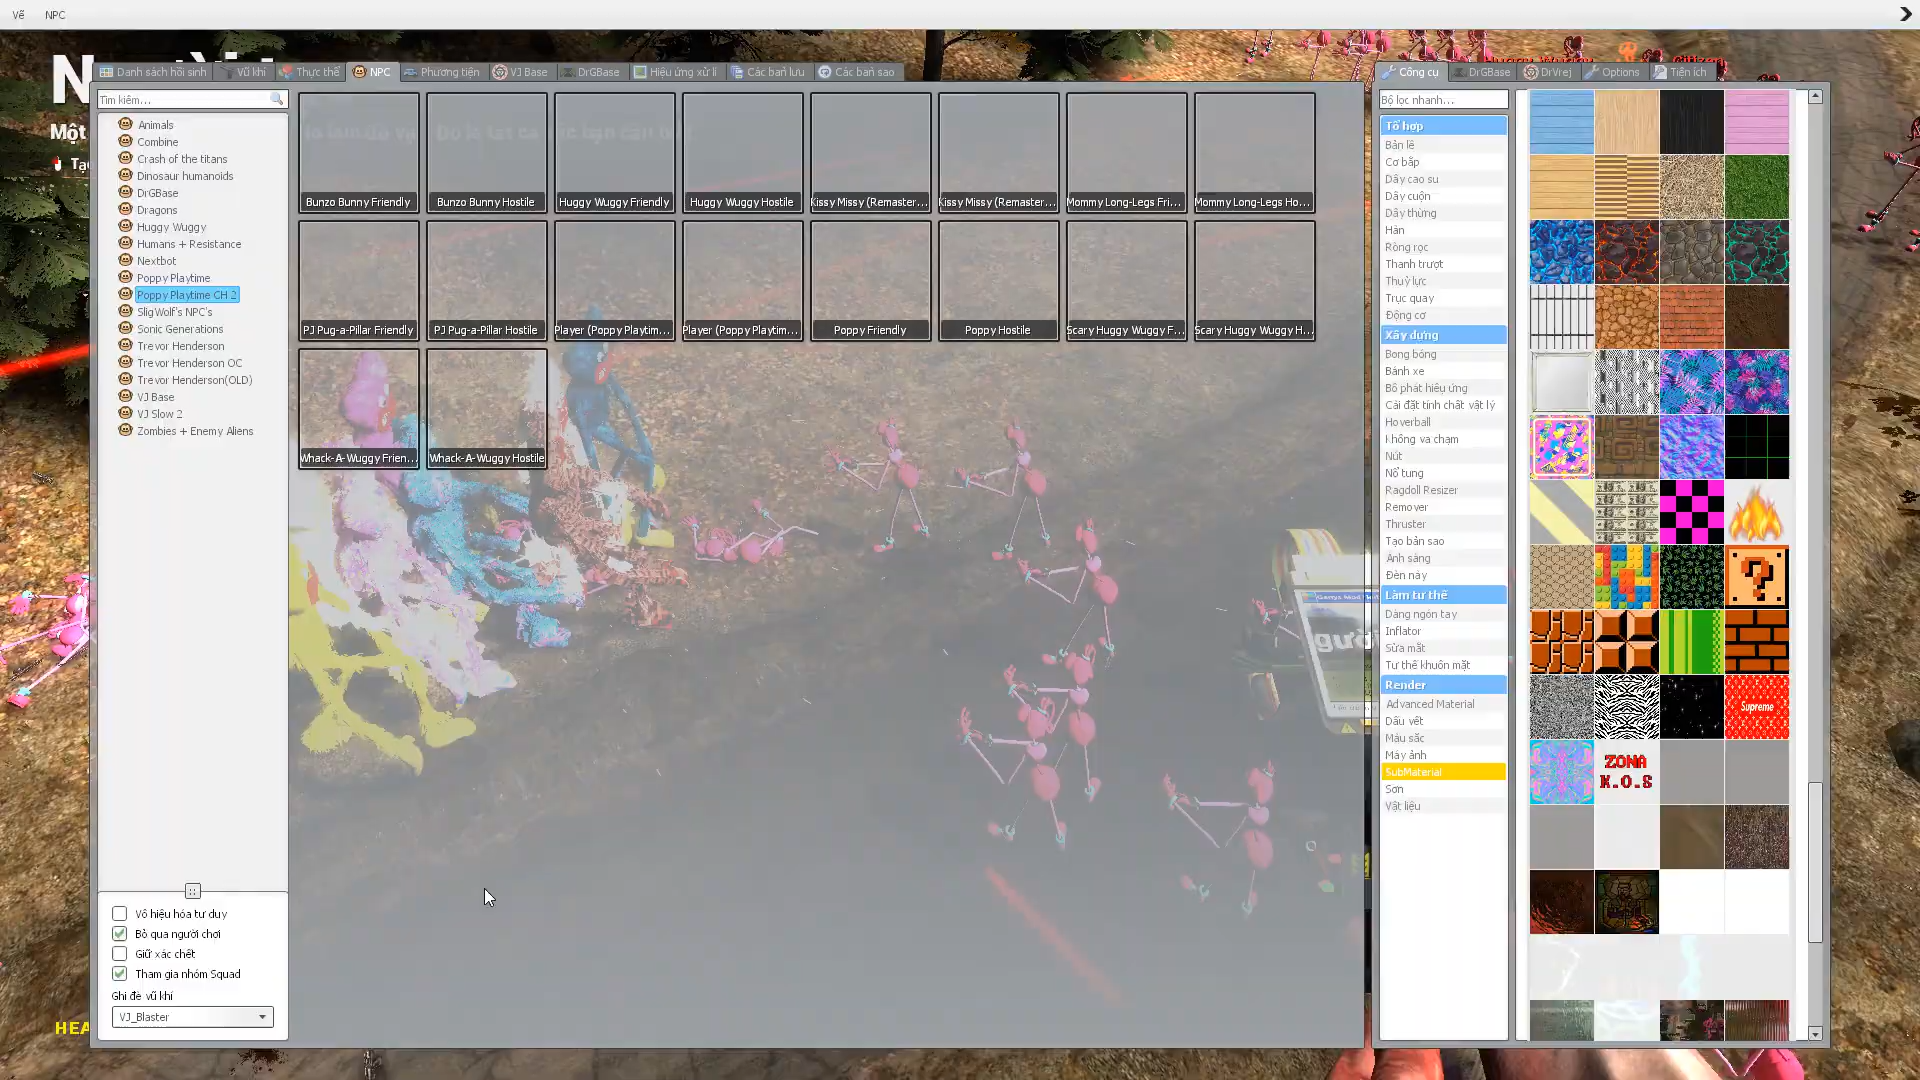 Vẽ NPC
Danh sách hồi sinh Vũ khí Thực thể NPC Phương tiện VJ Base DrGBase Hiệu ứng xử lí Các bản lưu Các bản sao
Công cụ DrGBase DrVrej Options Tiện ích
Một
Tạo
Tìm kiếm...
Animals
Combine
Crash of the titans
Dinosaur humanoids
DrGBase
Dragons
Huggy Wuggy
Humans + Resistance
Nextbot
Poppy Playtime
Poppy Playtime CH 2
SligWolf's NPC's
Sonic Generations
Trevor Henderson
Trevor Henderson OC
Trevor Henderson(OLD)
VJ Base
VJ Slow 2
Zombies + Enemy Aliens
Vô hiệu hóa tư duy
Bỏ qua người chơi
Giữ xác chết
Tham gia nhóm Squad
Ghi đè vũ khí
VJ_Blaster
HEA
Bunzo Bunny Friendly Bunzo Bunny Hostile Huggy Wuggy Friendly Huggy Wuggy Hostile Kissy Missy (Remaster... Kissy Missy (Remaster... Mommy Long-Legs Fri... Mommy Long-Legs Ho...
PJ Pug-a-Pillar Friendly PJ Pug-a-Pillar Hostile Player (Poppy Playtim... Player (Poppy Playtim... Poppy Friendly Poppy Hostile Scary Huggy Wuggy F... Scary Huggy Wuggy H...
Whack-A-Wuggy Frien... Whack-A-Wuggy Hostile
Bộ lọc nhanh...
Tổ hợp
Bản lề
Cơ bắp
Dây cao su
Dây cuộn
Dây thừng
Hàn
Ròng rọc
Thanh trượt
Thuỷ lực
Trục quay
Động cơ
Xây dựng
Bong bóng
Bánh xe
Bộ phát hiệu ứng
Cài đặt tính chất vật lý
Hoverball
Không va chạm
Nút
Nổ tung
Ragdoll Resizer
Remover
Thruster
Tạo bản sao
Ánh sáng
Đèn này
Làm tư thế
Dáng ngón tay
Inflator
Sửa mắt
Tư thế khuôn mặt
Render
Advanced Material
Dấu vết
Màu sắc
Máy ảnh
SubMaterial
Sơn
Vật liệu
Supreme
ZONA
K.O.S